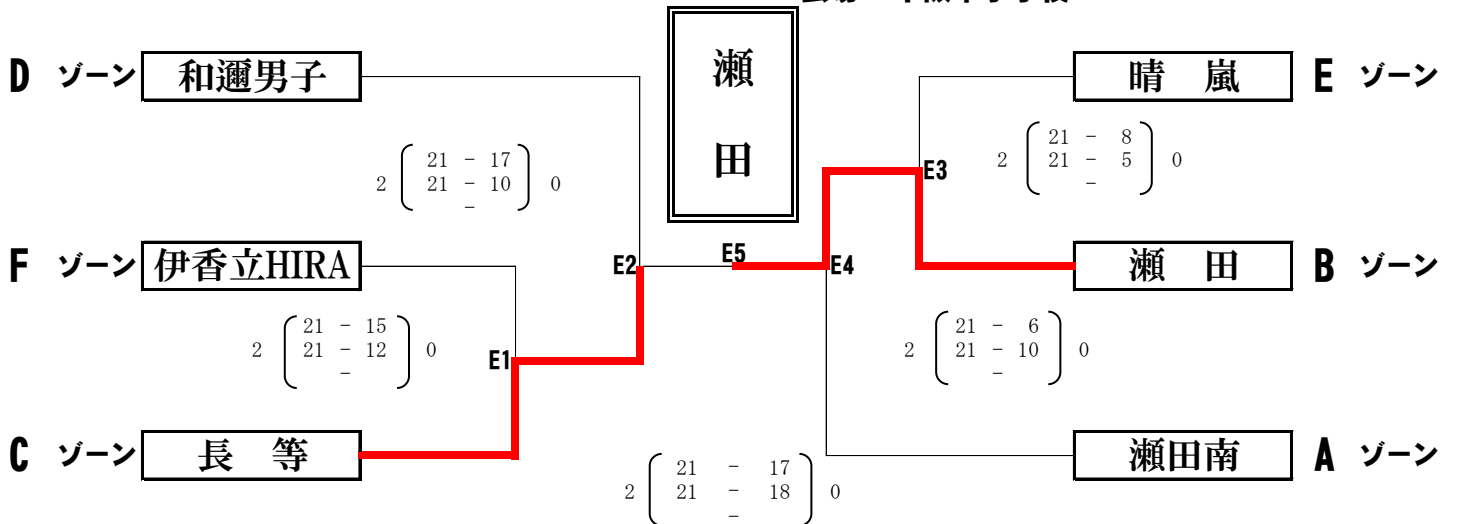 瀬田
D ゾーン 和邇男子
晴 嵐 E ゾーン
2 21 - 17 0
21 - 10
-
2 21 - 8 0
21 - 5
-
E3
F ゾーン 伊香立HIRA
E2
E5
E4
瀬 田 B ゾーン
2 21 - 15 0
21 - 12
-
E1
2 21 - 6 0
21 - 10
-
C ゾーン 長 等
瀬田南 A ゾーン
2 21 - 17 0
21 - 18
-